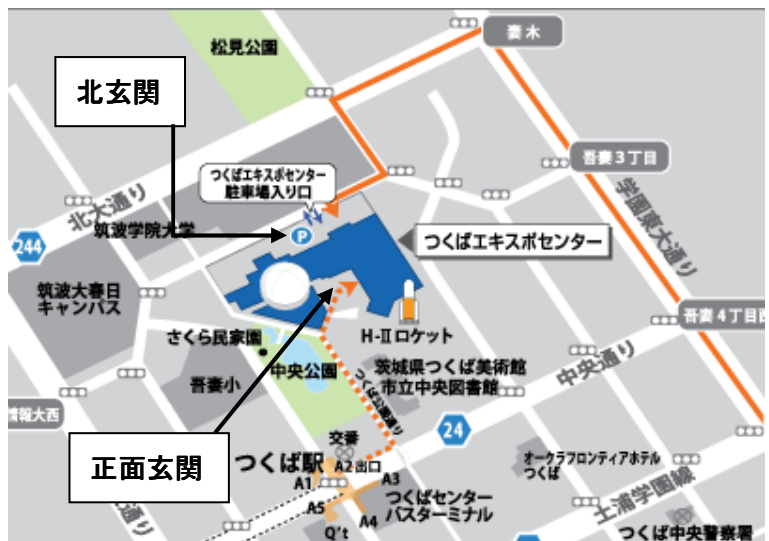 妻木
松見公園
北玄関
吾妻3丁目
つくばエキスポセンター
駐車場入り口
北大通り
学園東大通り
筑波学院大学
P
つくばエキスポセンター
244
筑波大春日
キャンパス
吾妻4丁目西
H-Ⅱロケット
さくら民家園
中央通り
茨城県つくば美術館
市立中央図書館
中央公園
吾妻小
つくば公園通り
情報大西
24
交番
正面玄関
つくば駅
A2出口
オークラフロンティアホテル
つくば
A1
A3
土浦学園線
つくばセンター
バスターミナル
A5
A4
Q't
つくば中央警察署